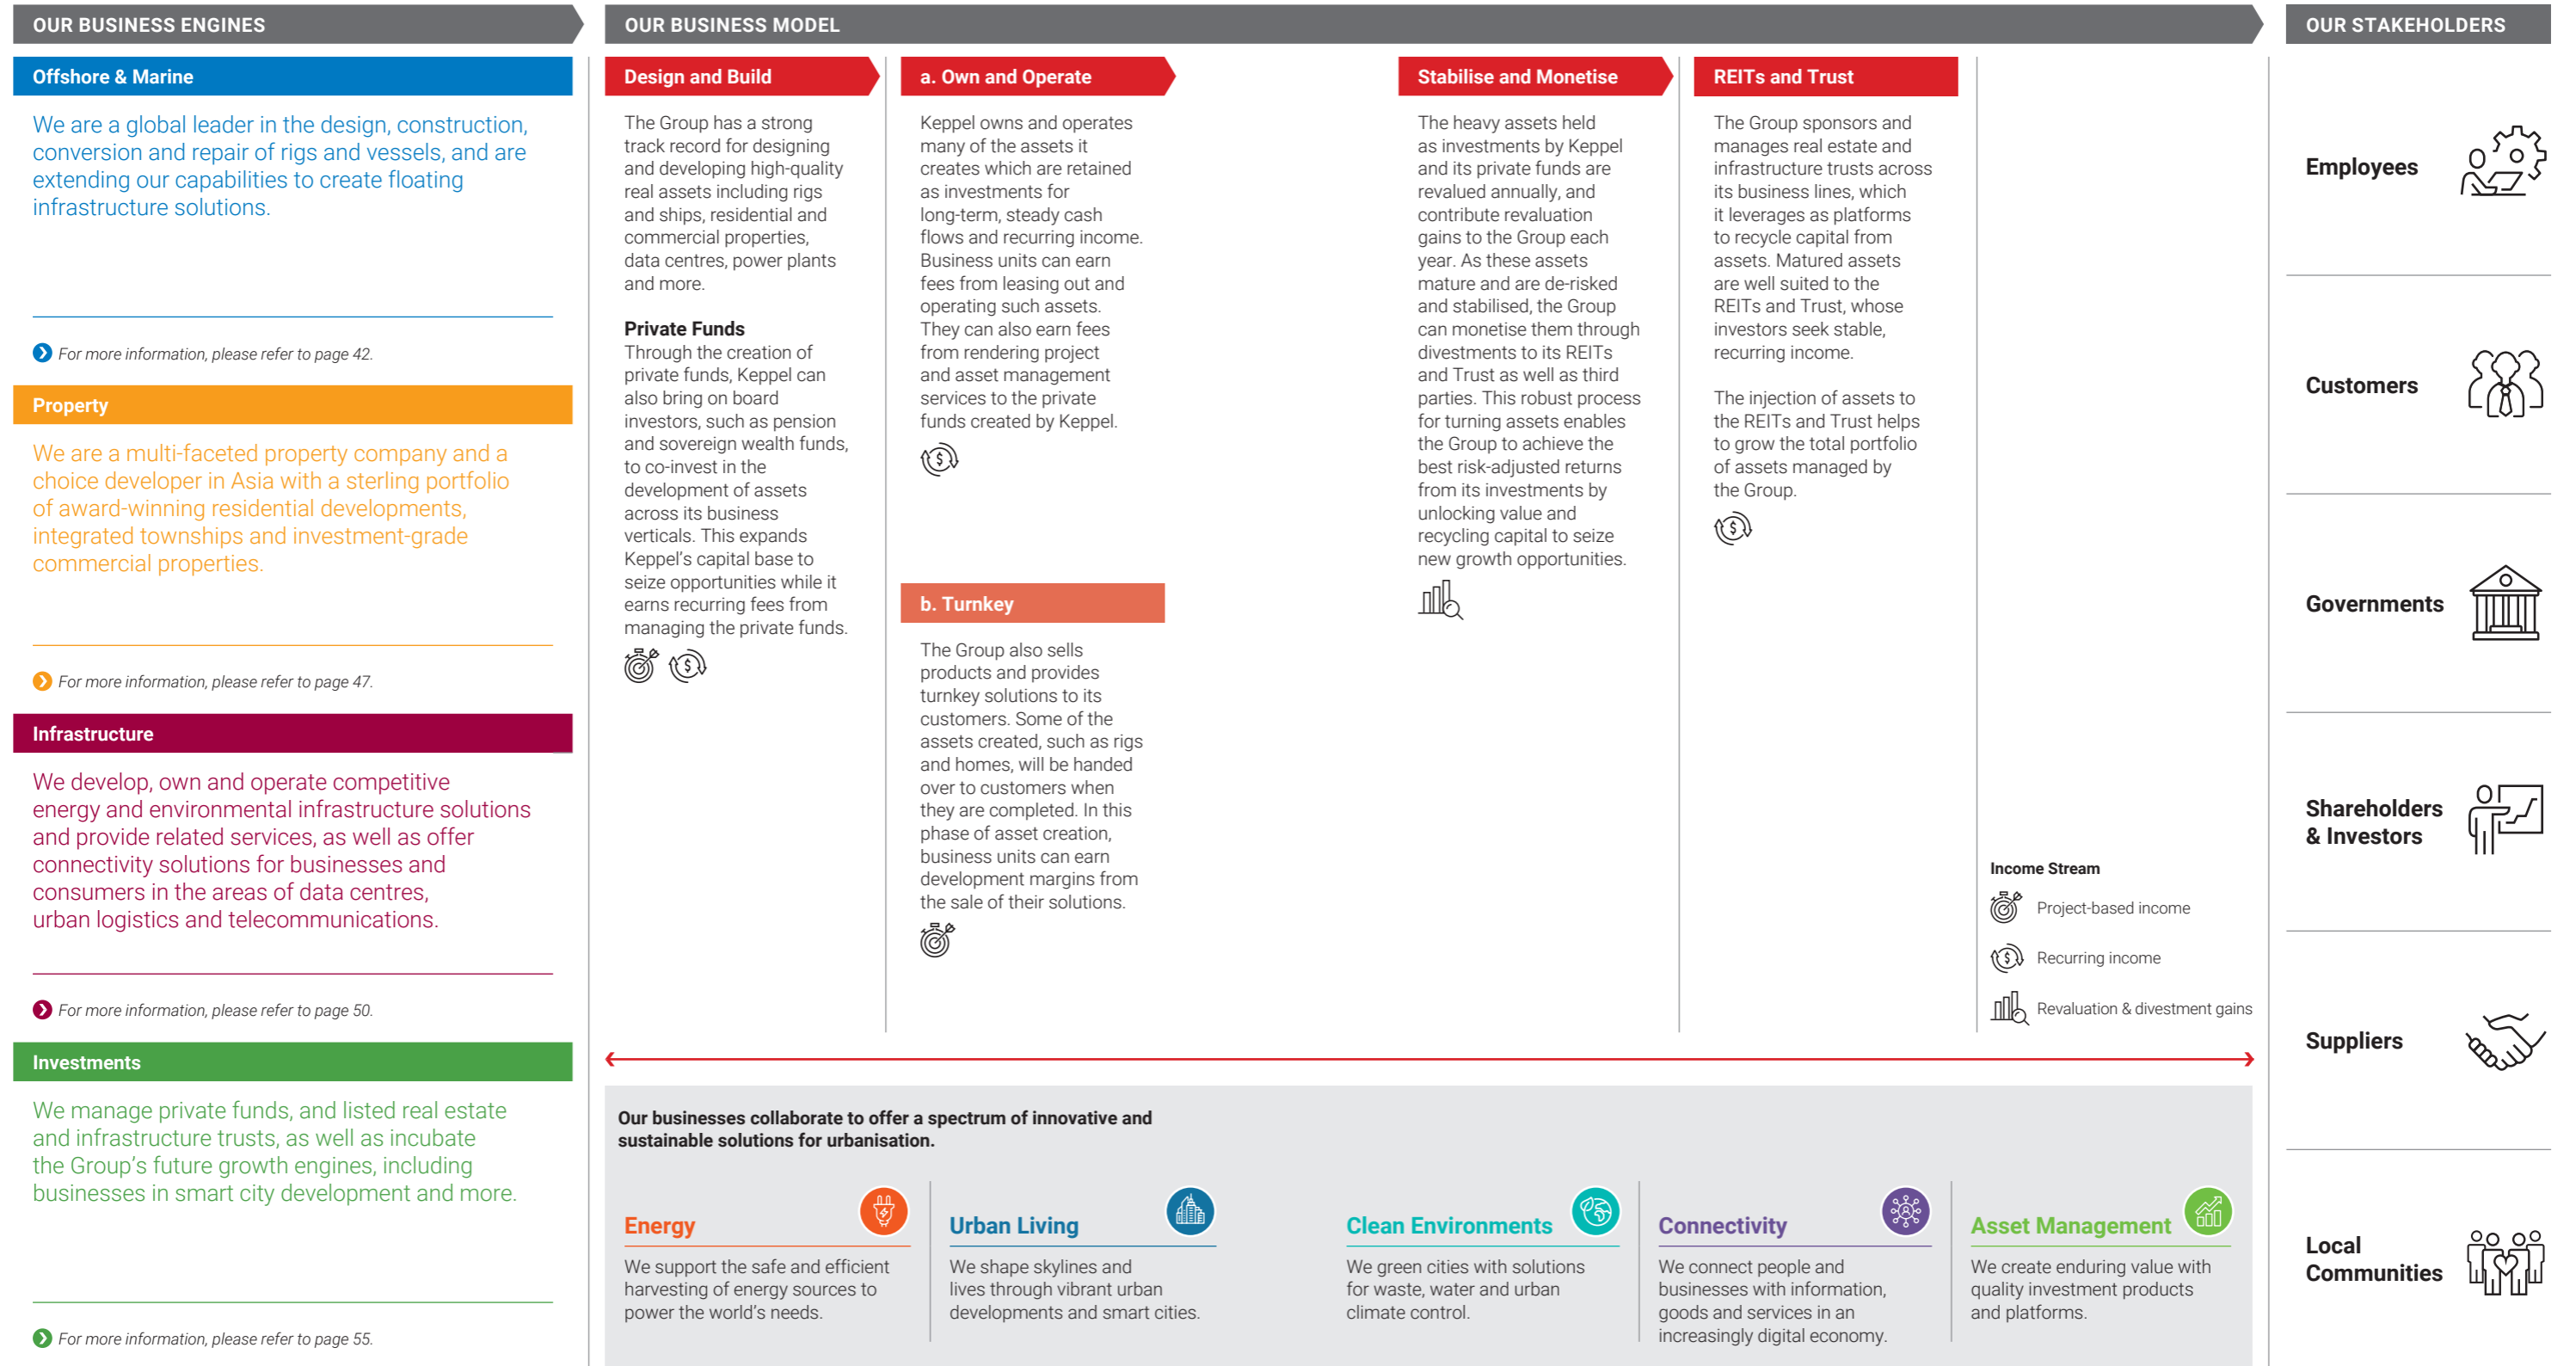 OUR BUSINESS ENGINES
Offshore & Marine
We are a global leader in the design, construction,
conversion and repair of rigs and vessels, and are
extending our capabilities to create floating
infrastructure solutions.
For more information, please refer to page 42.
Property
We are a multi-faceted property company and a
choice developer in Asia with a sterling portfolio
of award-winning residential developments,
integrated townships and investment-grade
commercial properties.
For more information, please refer to page 47.
Infrastructure
We develop, own and operate competitive
energy and environmental infrastructure solutions
and provide related services, as well as offer
connectivity solutions for businesses and
consumers in the areas of data centres,
urban logistics and telecommunications.
For more information, please refer to page 50.
Investments
We manage private funds, and listed real estate
and infrastructure trusts, as well as incubate
the Group's future growth engines, including
businesses in smart city development and more.
For more information, please refer to page 55.
OUR BUSINESS MODEL
Design and Build
The Group has a strong
track record for designing
and developing high-quality
real assets including rigs
and ships, residential and
commercial properties,
data centres, power plants
and more.
Private Funds
Through the creation of
private funds, Keppel can
also bring on board
investors, such as pension
and sovereign wealth funds,
to co-invest in the
development of assets
across its business
verticals. This expands
Keppel's capital base to
seize opportunities while it
earns recurring fees from
managing the private funds.
a. Own and Operate
Keppel owns and operates
many of the assets it
creates which are retained
as investments for
long-term, steady cash
flows and recurring income.
Business units can earn
fees from leasing out and
operating such assets.
They can also earn fees
from rendering project
and asset management
services to the private
funds created by Keppel.
b. Turnkey
The Group also sells
products and provides
turnkey solutions to its
customers. Some of the
assets created, such as rigs
and homes, will be handed
over to customers when
they are completed. In this
phase of asset creation,
business units can earn
development margins from
the sale of their solutions.
Stabilise and Monetise
The heavy assets held
as investments by Keppel
and its private funds are
revalued annually, and
contribute revaluation
gains to the Group each
year. As these assets
mature and are de-risked
and stabilised, the Group
can monetise them through
divestments to its REITs
and Trust as well as third
parties. This robust process
for turning assets enables
the Group to achieve the
best risk-adjusted returns
from its investments by
unlocking value and
recycling capital to seize
new growth opportunities.
REITs and Trust
The Group sponsors and
manages real estate and
infrastructure trusts across
its business lines, which
it leverages as platforms
to recycle capital from
assets. Matured assets
are well suited to the
REITs and Trust, whose
investors seek stable,
recurring income.
The injection of assets to
the REITs and Trust helps
to grow the total portfolio
of assets managed by
the Group.
Income Stream
Project-based income
Recurring income
Revaluation & divestment gains
Our businesses collaborate to offer a spectrum of innovative and
sustainable solutions for urbanisation.
Energy
We support the safe and efficient
harvesting of energy sources to
power the world's needs.
Urban Living
We shape skylines and
lives through vibrant urban
developments and smart cities.
Clean Environments
We green cities with solutions
for waste, water and urban
climate control.
Connectivity
We connect people and
businesses with information,
goods and services in an
increasingly digital economy.
Asset Management
We create enduring value with
quality investment products
and platforms.
OUR STAKEHOLDERS
Employees
Customers
Governments
Shareholders
& Investors
Suppliers
Local
Communities